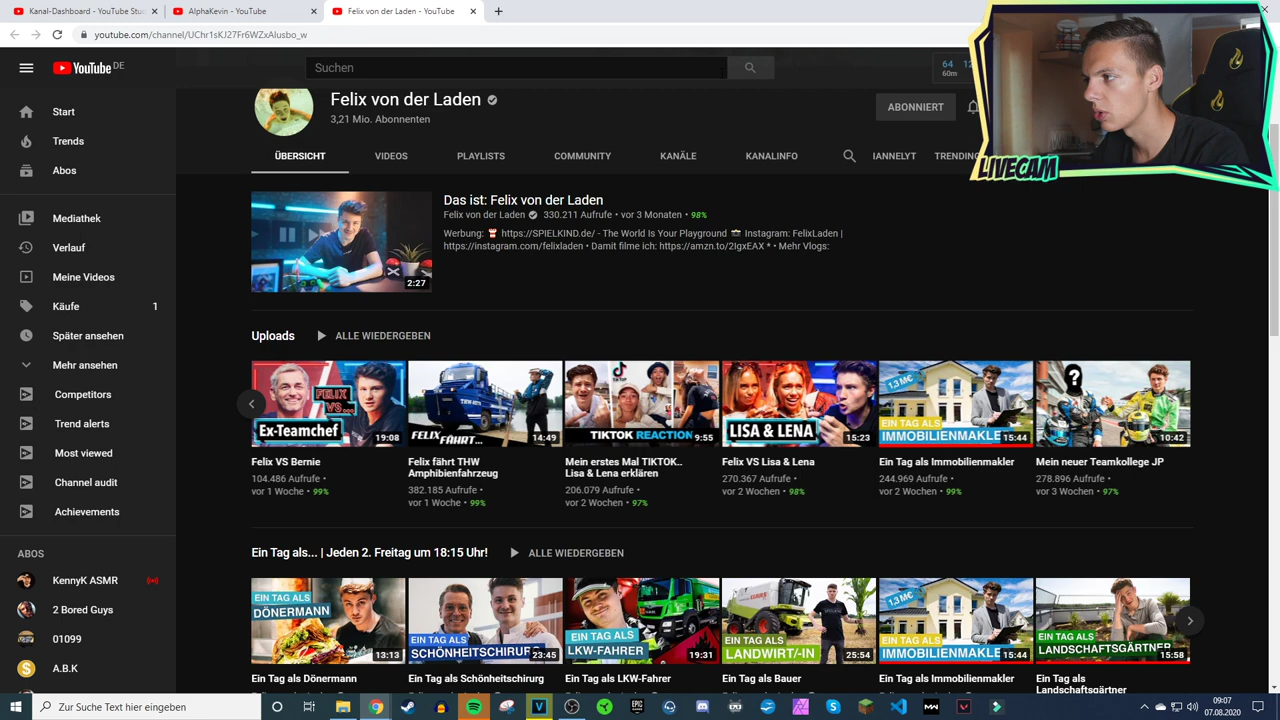 Kanal-Dashboard - YouTube Stu
AlphaKevin - YouTube
Felix von der Laden - YouTube
youtube.com/channel/UChr1sKJ27Fr6WZxAlusbo_w
YouTube DE
Suchen
64
60m
LIVECAM
Start
Trends
Abos
Mediathek
Verlauf
Meine Videos
Käufe 1
Später ansehen
Mehr ansehen
Competitors
Trend alerts
Most viewed
Channel audit
Achievements
ABOS
KennyK ASMR
2 Bored Guys
01099
A.B.K
Felix von der Laden
3,21 Mio. Abonnenten
ABONNIERT
ÜBERSICHT VIDEOS PLAYLISTS COMMUNITY KANÄLE KANALINFO IANNELYT TRENDING
2:27
Das ist: Felix von der Laden
Felix von der Laden 330.211 Aufrufe • vor 3 Monaten • 98%
Werbung: https://SPIELKIND.de/ - The World Is Your Playground Instagram: FelixLaden |
https://instagram.com/felixladen • Damit filme ich: https://amzn.to/2IgxEAX * • Mehr Vlogs:
Uploads ALLE WIEDERGEBEN
FELIX VS...
Ex-Teamchef
19:08
Felix VS Bernie
104.486 Aufrufe •
vor 1 Woche • 99%
FELIX FÄHRT...
14:49
Felix fährt THW
Amphibienfahrzeug
382.185 Aufrufe •
vor 1 Woche • 99%
TikTok
TIKTOK REACTION
9:55
Mein erstes Mal TIKTOK..
Lisa & Lena erklären
206.079 Aufrufe •
vor 2 Wochen • 97%
LISA & LENA
15:23
Felix VS Lisa & Lena
270.367 Aufrufe •
vor 2 Wochen • 98%
1,3 M€
EIN TAG ALS
IMMOBILIENMAKLE
15:44
Ein Tag als Immobilienmakler
244.969 Aufrufe •
vor 2 Wochen • 99%
?
10:42
Mein neuer Teamkollege JP
278.896 Aufrufe •
vor 3 Wochen • 97%
Ein Tag als... | Jeden 2. Freitag um 18:15 Uhr! ALLE WIEDERGEBEN
EIN TAG ALS
DÖNERMANN
13:13
Ein Tag als Dönermann
EIN TAG ALS
SCHÖNHEITSCHIRUR
23:45
Ein Tag als Schönheitschirurg
EIN TAG ALS
LKW-FAHRER
19:31
Ein Tag als LKW-Fahrer
EIN TAG ALS
LANDWIRT/-IN
25:54
Ein Tag als Bauer
1,3 M€
EIN TAG ALS
IMMOBILIENMAKLE
15:44
Ein Tag als Immobilienmakler
EIN TAG ALS
LANDSCHAFTSGÄRTNER
15:58
Ein Tag als
Landschaftsgärtner
Zur Suche Text hier eingeben
09:07
07.08.2020